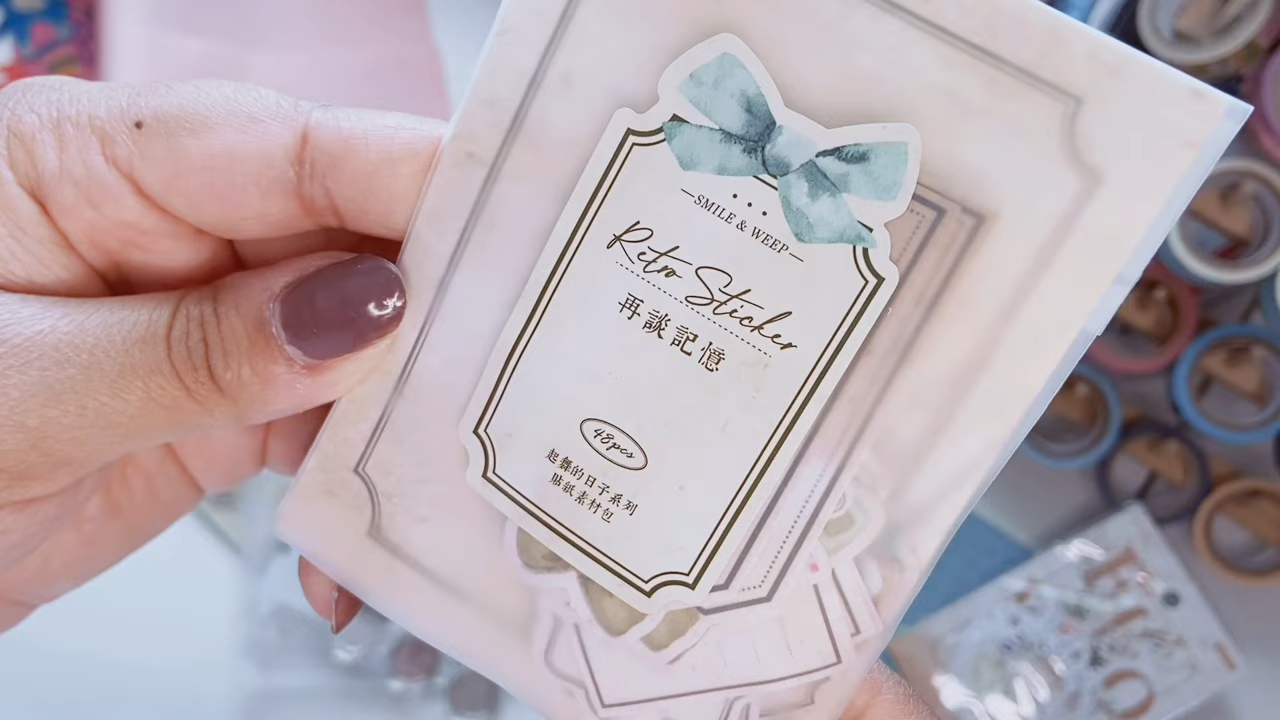 SMILE & WEEP
Retro Sticker
再談記憶
48pcs
起舞的日子系列
貼紙素材包